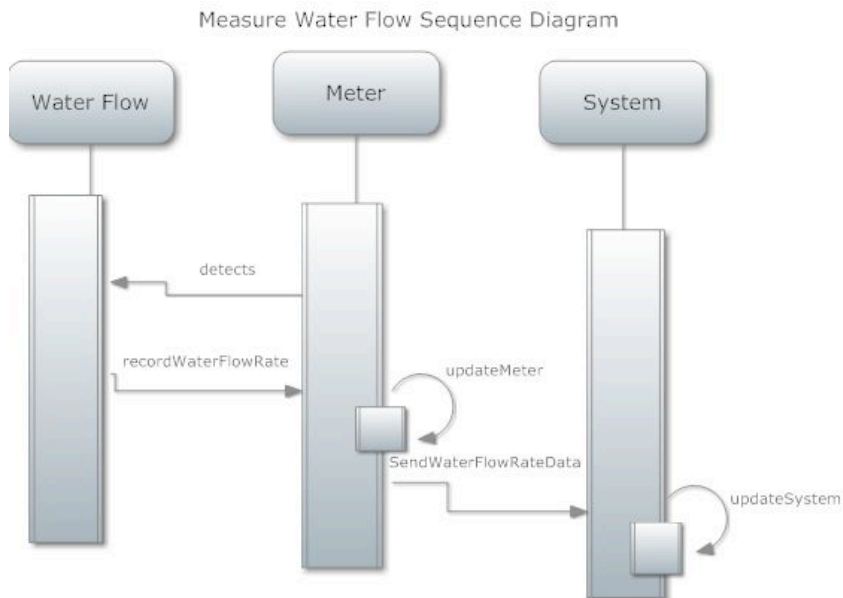 Measure Water Flow Sequence Diagram
Water Flow
Meter
System
detects
recordWaterFlowRate
updateMeter
SendWaterFlowRateData
updateSystem